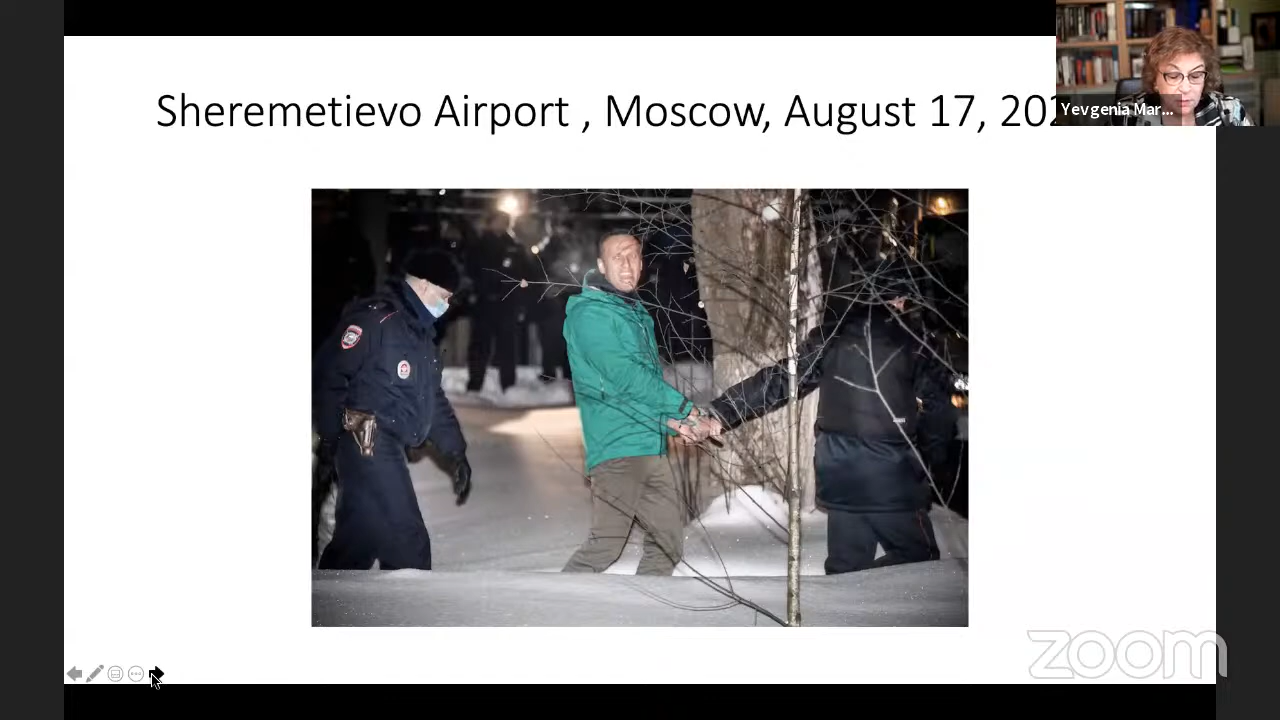 Sheremetievo Airport , Moscow, August 17, 202
Yevgenia Mar...
zoom